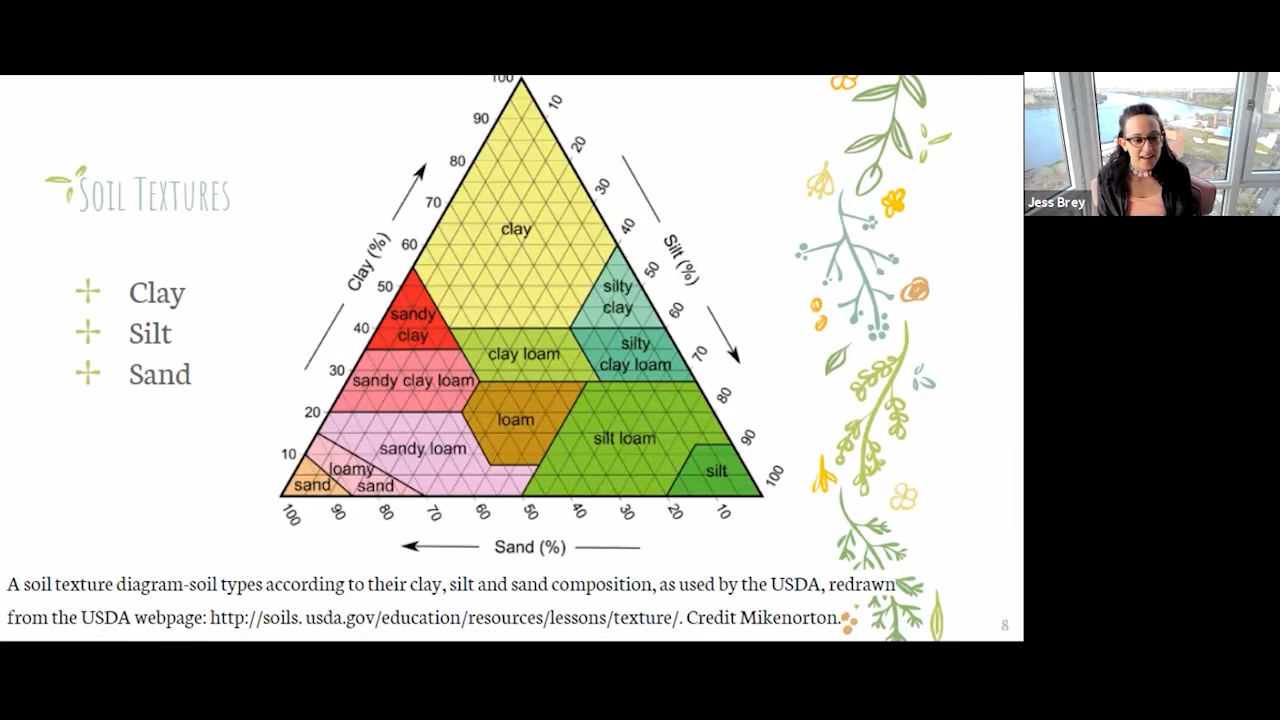 SOIL TEXTURES
Clay
Silt
Sand
100
90
80
70
60
50
40
30
20
10
Clay (%)
10
20
30
40
50
60
70
80
90
100
Silt (%)
100
90
80
70
60
50
40
30
20
10
Sand (%)
clay
silty
clay
sandy
clay
clay loam
silty
clay loam
sandy clay loam
loam
silt loam
sandy loam
silt
loamy
sand
sand
A soil texture diagram-soil types according to their clay, silt and sand composition, as used by the USDA, redrawn
from the USDA webpage: http://soils. usda.gov/education/resources/lessons/texture/. Credit Mikenorton.
8
Jess Brey